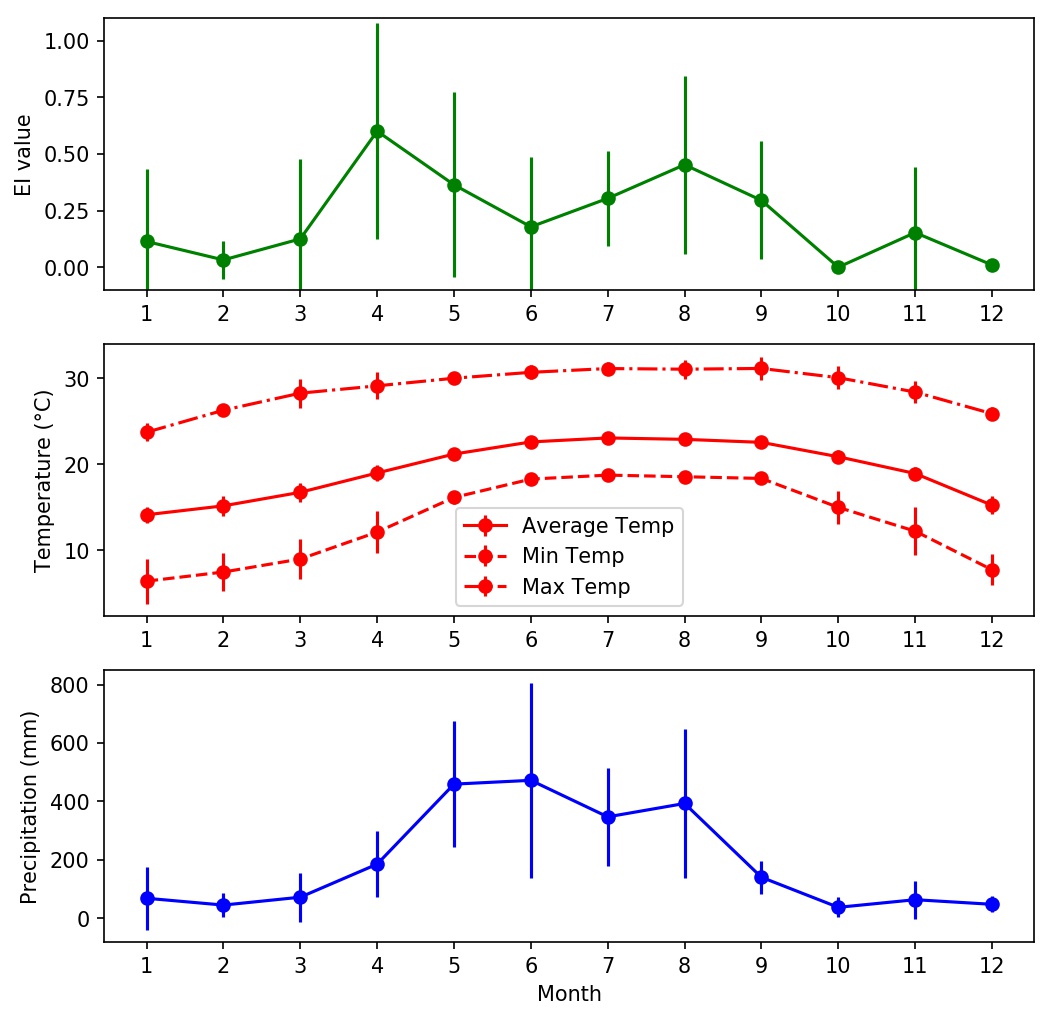 1.00
0.75
0.50
0.25
0.00
EI value
1 2 3 4 5 6 7 8 9 10 11 12
30
20
10
Temperature (°C)
Average Temp
Min Temp
Max Temp
1 2 3 4 5 6 7 8 9 10 11 12
800
600
400
200
0
Precipitation (mm)
1 2 3 4 5 6 7 8 9 10 11 12
Month